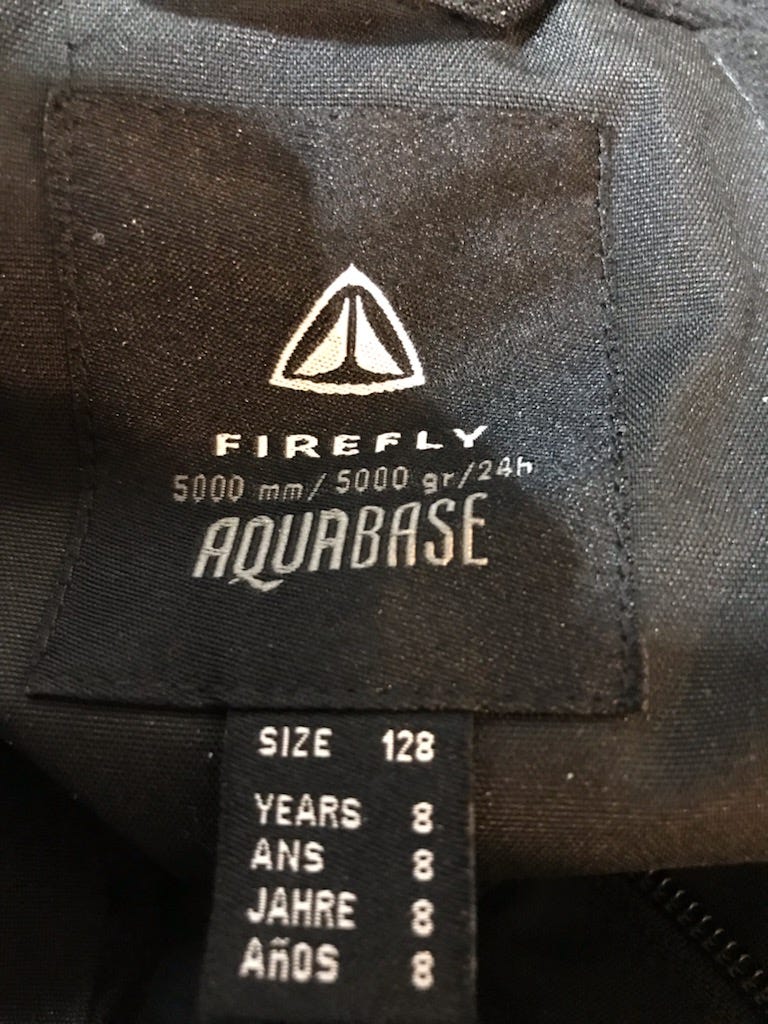 FIREFLY
5000 mm/5000 gr/24h
AQUABASE
SIZE 128
YEARS 8
ANS 8
JAHRE 8
AÑOS 8